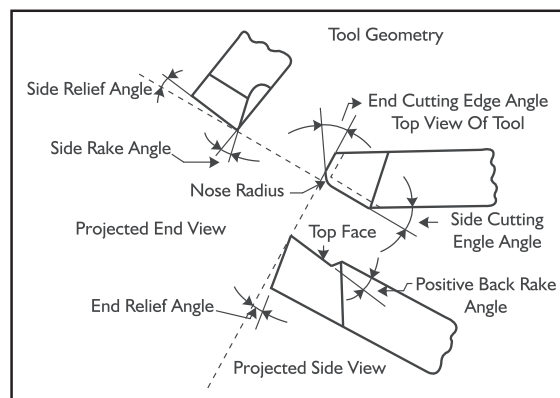 Tool Geometry
Side Relief Angle
End Cutting Edge Angle
Top View Of Tool
Side Rake Angle
Nose Radius
Side Cutting
Engle Angle
Projected End View
Top Face
Positive Back Rake
Angle
End Relief Angle
Projected Side View